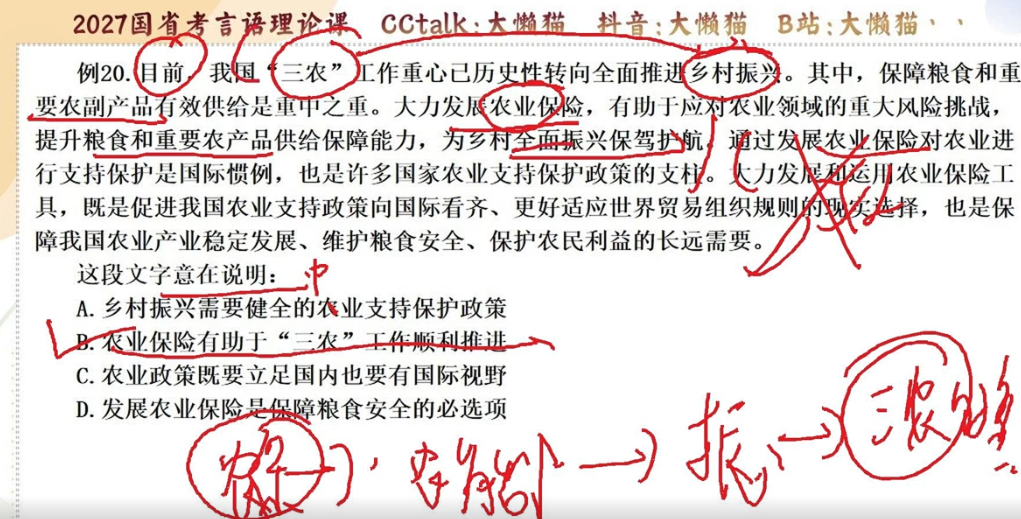 2027国省考言语理论课 CCtalk:大懒猫 抖音:大懒猫 B站:大懒猫
例20.目前，我国“三农”工作重心已历史性转向全面推进乡村振兴。其中，保障粮食和重
要农副产品有效供给是重中之重。大力发展农业保险，有助于应对农业领域的重大风险挑战，
提升粮食和重要农产品供给保障能力，为乡村全面振兴保驾护航。通过发展农业保险对农业进
行支持保护是国际惯例，也是许多国家农业支持保护政策的支柱。大力发展和运用农业保险工
具，既是促进我国农业支持政策向国际看齐、更好适应世界贸易组织规则的现实选择，也是保
障我国农业产业稳定发展、维护粮食安全、保护农民利益的长远需要。
这段文字意在说明：中
A.乡村振兴需要健全的农业支持保护政策
B.农业保险有助于“三农”工作顺利推进
C.农业政策既要立足国内也要有国际视野
D.发展农业保险是保障粮食安全的必选项
振 三农